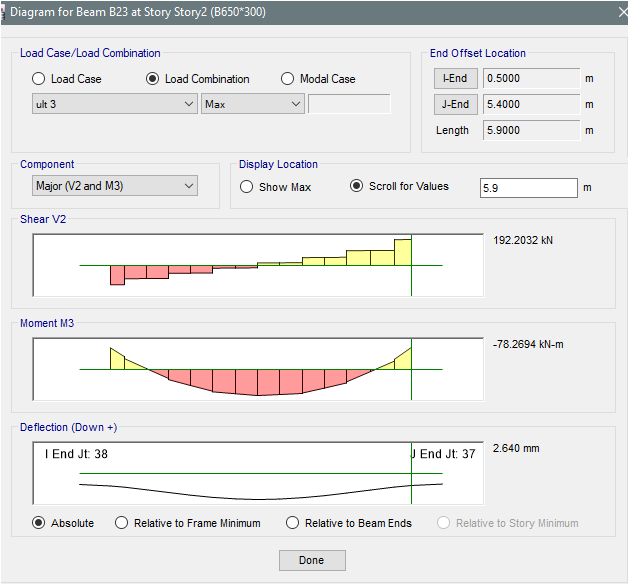 Diagram for Beam B23 at Story Story2 (B650*300)
Load Case/Load Combination
Load Case
Load Combination
Modal Case
ult 3
Max
End Offset Location
I-End
0.5000
m
J-End
5.4000
m
Length
5.9000
m
Component
Major (V2 and M3)
Display Location
Show Max
Scroll for Values
5.9
m
Shear V2
192.2032 kN
Moment M3
-78.2694 kN-m
Deflection (Down +)
I End Jt: 38
J End Jt: 37
2.640 mm
Absolute
Relative to Frame Minimum
Relative to Beam Ends
Relative to Story Minimum
Done